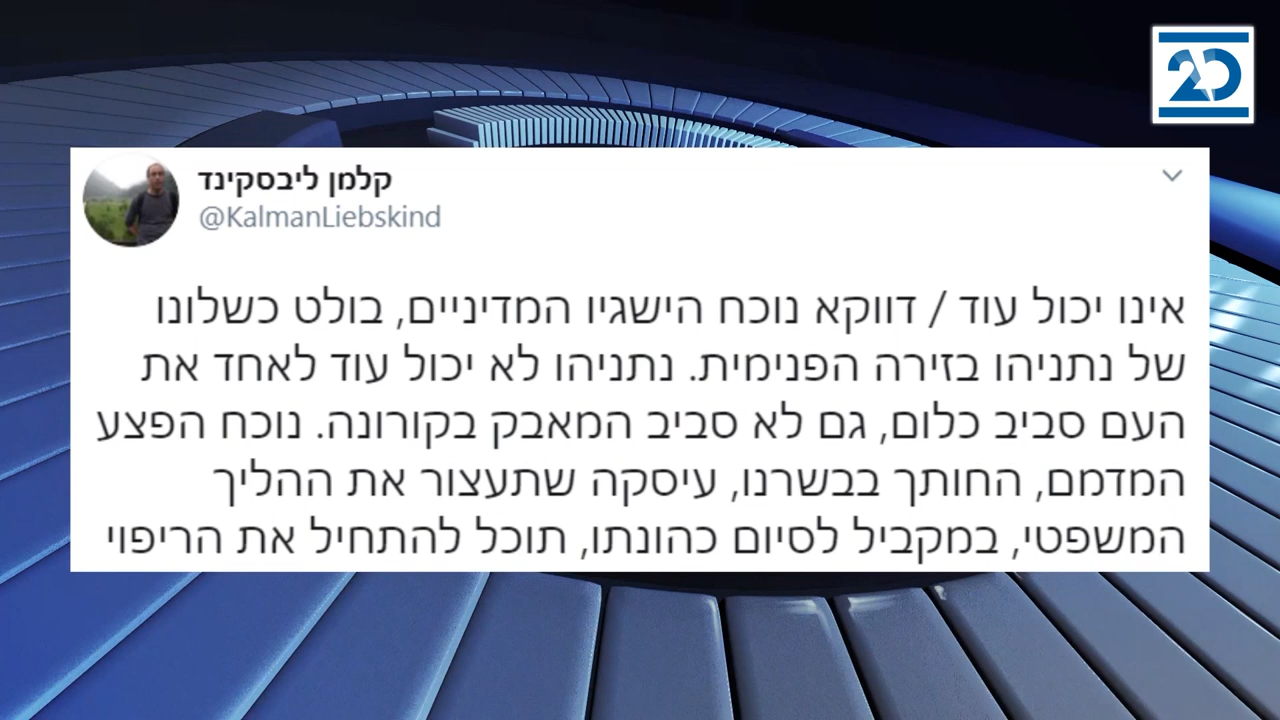 20
קלמן ליבסקינד
@KalmanLiebskind
אינו יכול עוד / דווקא נוכח הישגיו המדיניים, בולט כשלונו
של נתניהו בזירה הפנימית. נתניהו לא יכול עוד לאחד את
העם סביב כלום, גם לא סביב המאבק בקורונה. נוכח הפצע
המדמם, החותך בבשרנו, עיסקה שתעצור את ההליך
המשפטי, במקביל לסיום כהונתו, תוכל להתחיל את הריפוי